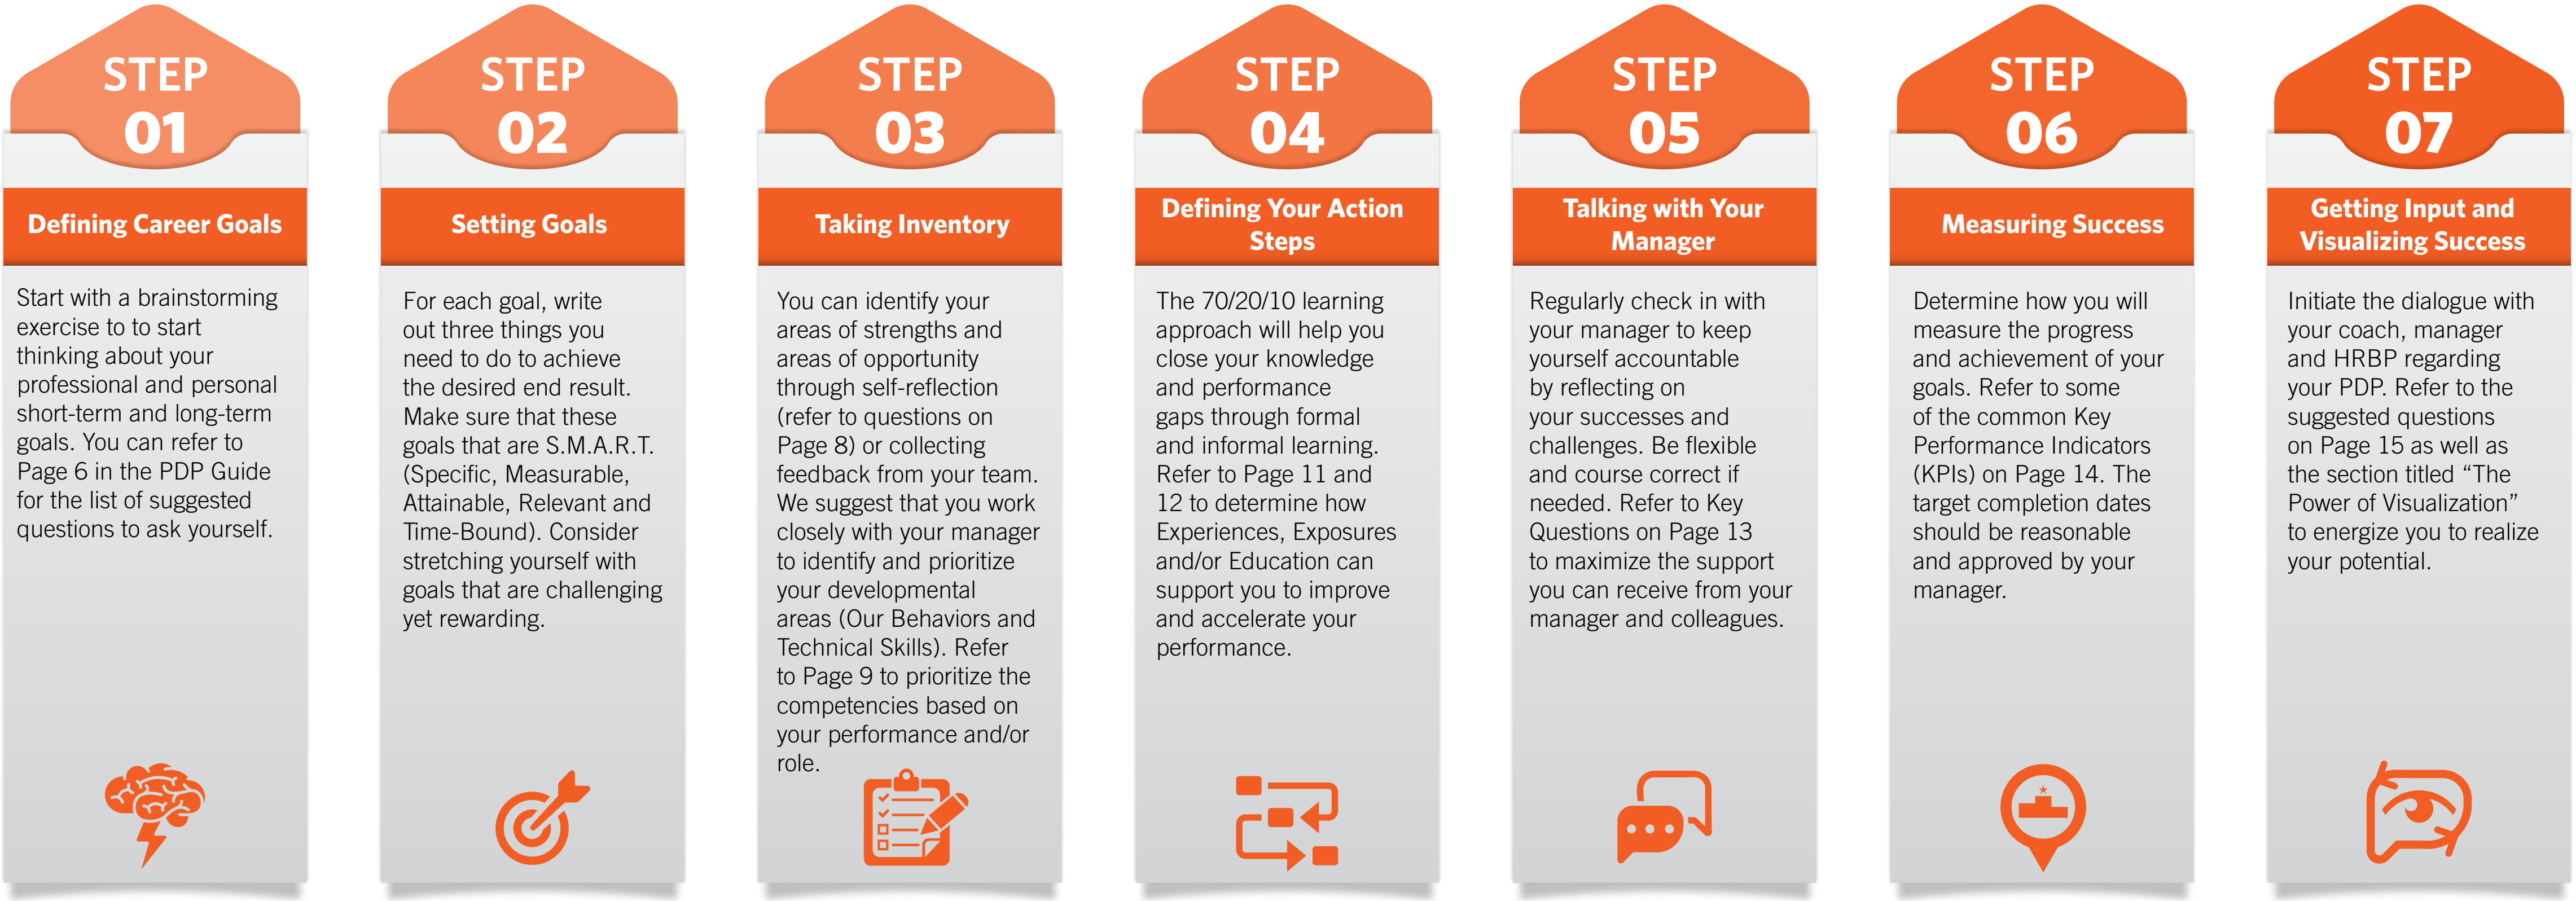 STEP
01
Defining Career Goals
Start with a brainstorming
exercise to to start
thinking about your
professional and personal
short-term and long-term
goals. You can refer to
Page 6 in the PDP Guide
for the list of suggested
questions to ask yourself.
STEP
02
Setting Goals
For each goal, write
out three things you
need to do to achieve
the desired end result.
Make sure that these
goals that are S.M.A.R.T.
(Specific, Measurable,
Attainable, Relevant and
Time-Bound). Consider
stretching yourself with
goals that are challenging
yet rewarding.
STEP
03
Taking Inventory
You can identify your
areas of strengths and
areas of opportunity
through self-reflection
(refer to questions on
Page 8) or collecting
feedback from your team.
We suggest that you work
closely with your manager
to identify and prioritize
your developmental
areas (Our Behaviors and
Technical Skills). Refer
to Page 9 to prioritize the
competencies based on
your performance and/or
role.
STEP
04
Defining Your Action
Steps
The 70/20/10 learning
approach will help you
close your knowledge
and performance
gaps through formal
and informal learning.
Refer to Page 11 and
12 to determine how
Experiences, Exposures
and/or Education can
support you to improve
and accelerate your
performance.
STEP
05
Talking with Your
Manager
Regularly check in with
your manager to keep
yourself accountable
by reflecting on
your successes and
challenges. Be flexible
and course correct if
needed. Refer to Key
Questions on Page 13
to maximize the support
you can receive from your
manager and colleagues.
STEP
06
Measuring Success
Determine how you will
measure the progress
and achievement of your
goals. Refer to some
of the common Key
Performance Indicators
(KPIs) on Page 14. The
target completion dates
should be reasonable
and approved by your
manager.
STEP
07
Getting Input and
Visualizing Success
Initiate the dialogue with
your coach, manager
and HRBP regarding
your PDP. Refer to the
suggested questions
on Page 15 as well as
the section titled “The
Power of Visualization”
to energize you to realize
your potential.